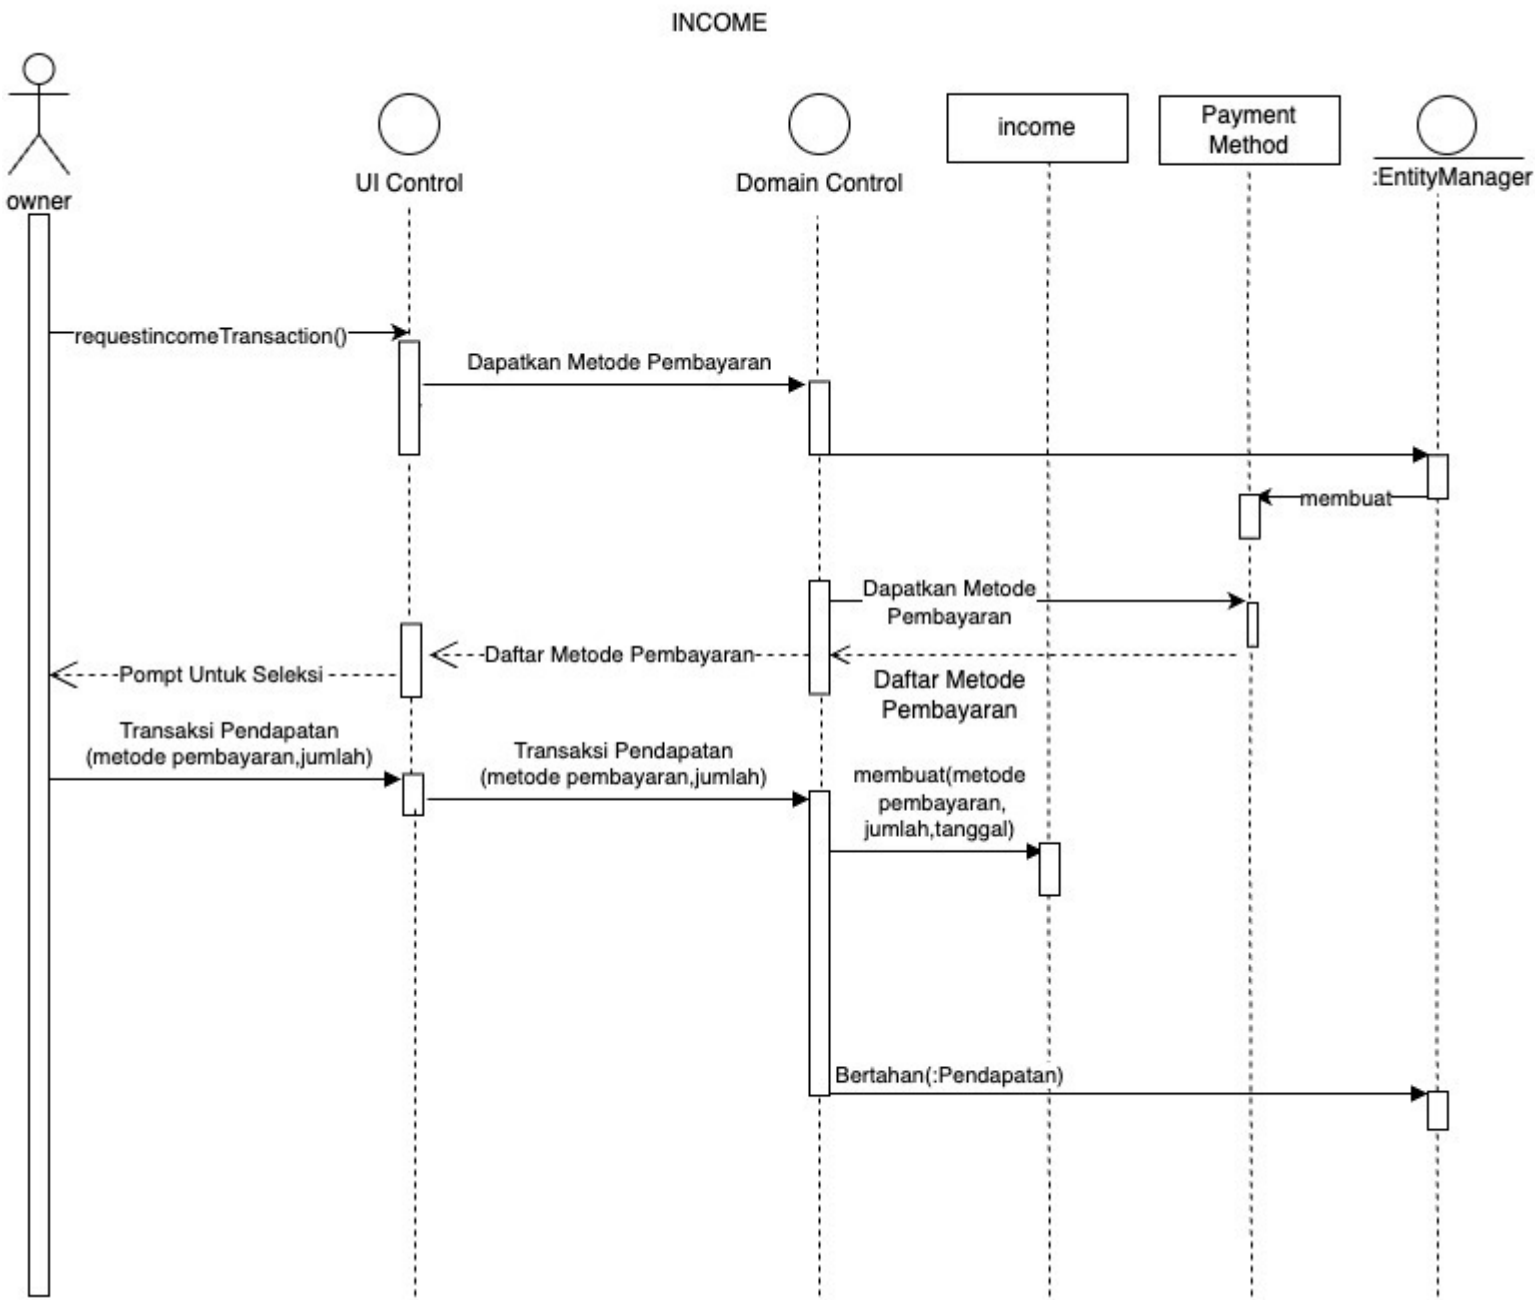 INCOME
owner
UI Control
Domain Control
income
Payment
Method
:EntityManager
requestincomeTransaction()
Dapatkan Metode Pembayaran
membuat
Dapatkan Metode
Pembayaran
Daftar Metode Pembayaran
Pompt Untuk Seleksi
Daftar Metode
Pembayaran
Transaksi Pendapatan
(metode pembayaran,jumlah)
Transaksi Pendapatan
(metode pembayaran,jumlah)
membuat(metode
pembayaran,
jumlah,tanggal)
Bertahan(:Pendapatan)